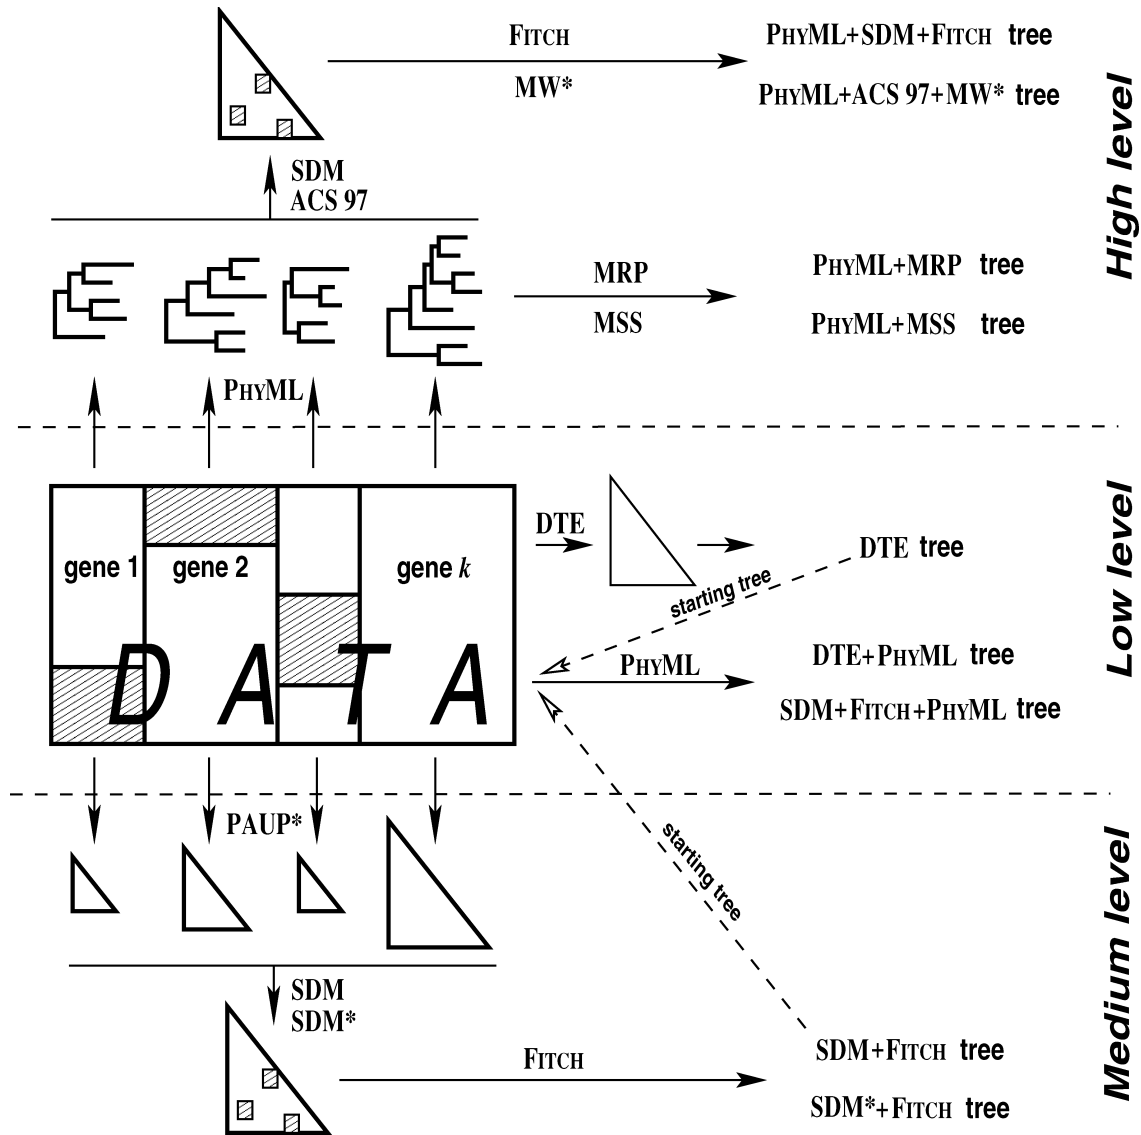 FITCH
MW*
PHYML+SDM+FITCH tree
PHYML+ACS 97+MW* tree
High level
SDM
ACS 97
MRP
MSS
PHYML+MRP tree
PHYML+MSS tree
PHYML
gene 1
gene 2
gene k
DATA
DTE
DTE tree
starting tree
PHYML
DTE+PHYML tree
SDM+FITCH+PHYML tree
Low level
PAUP*
starting tree
SDM
SDM*
FITCH
SDM+FITCH tree
SDM*+FITCH tree
Medium level